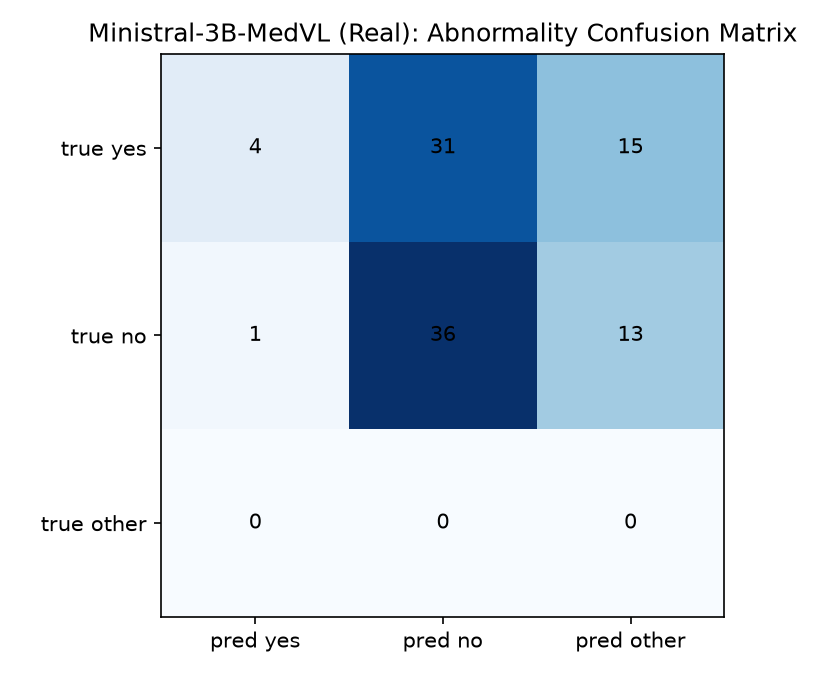 Ministral-3B-MedVL (Real): Abnormality Confusion Matrix
true yes 4 31 15
true no 1 36 13
true other 0 0 0
pred yes pred no pred other